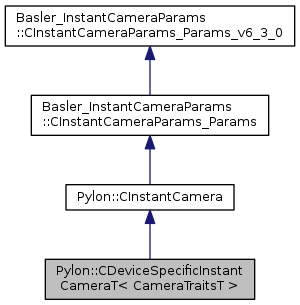 Basler_InstantCameraParams
::CInstantCameraParams_Params_v6_3_0
Basler_InstantCameraParams
::CInstantCameraParams_Params
Pylon::CInstantCamera
Pylon::CDeviceSpecificInstant
CameraT< CameraTraitsT >